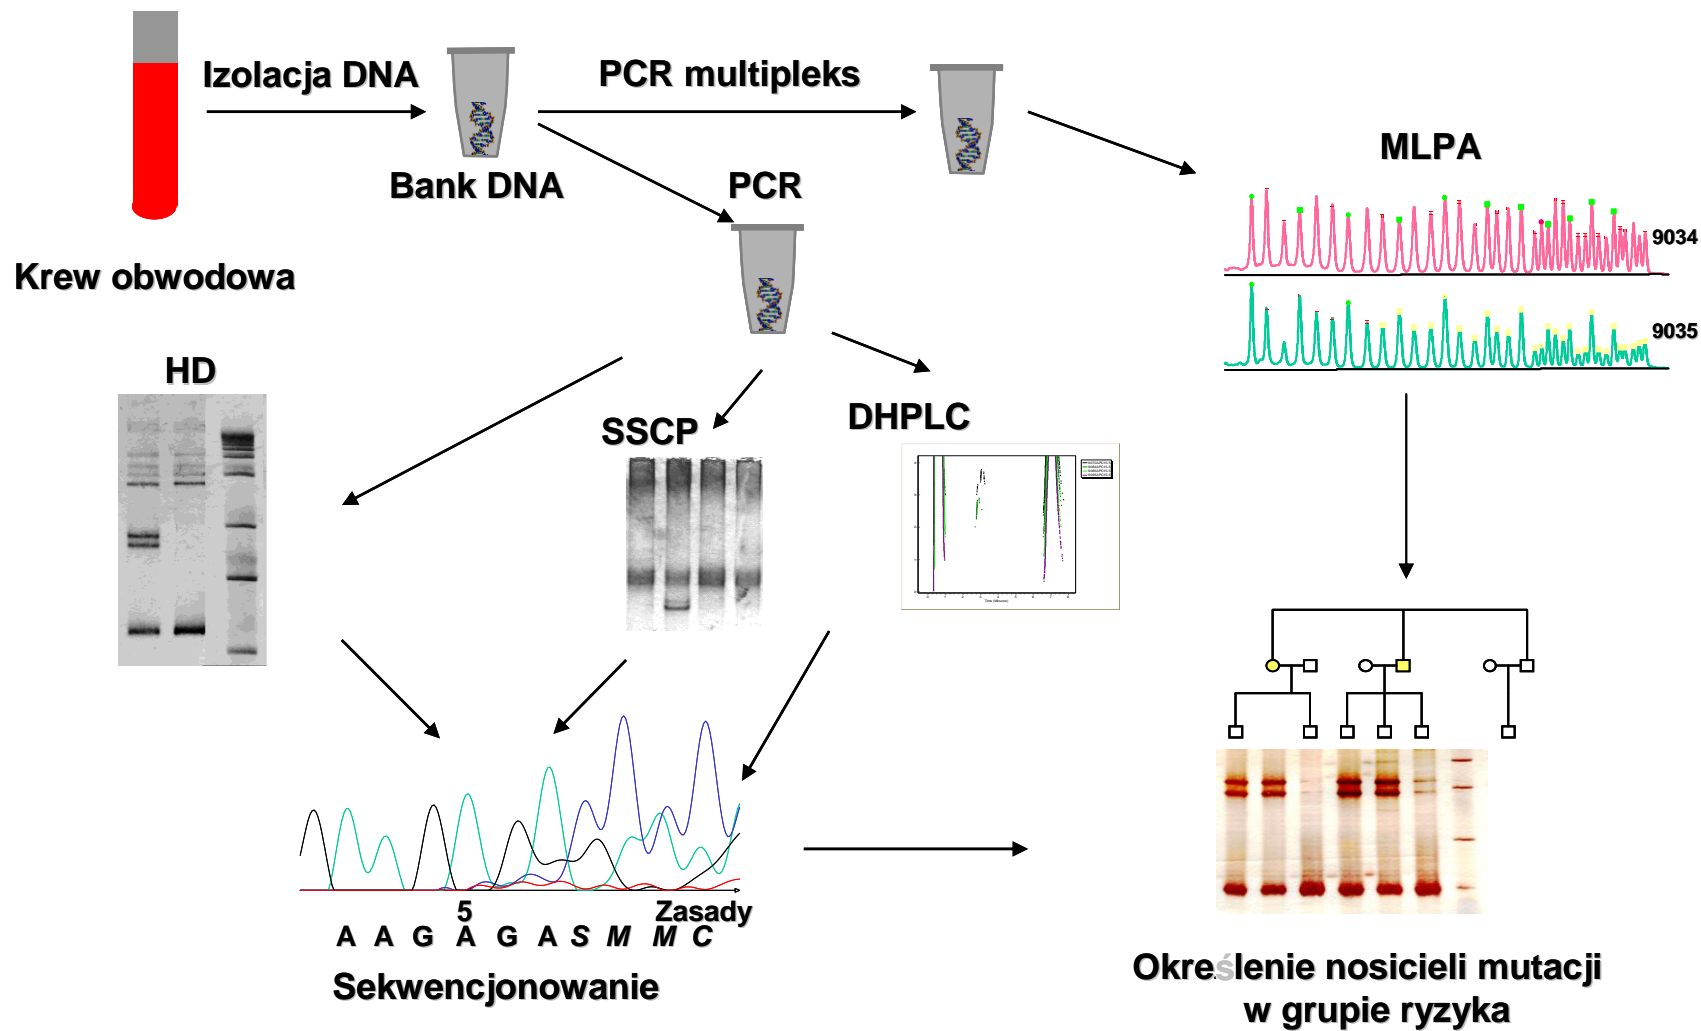 Izolacja DNA
PCR multipleks
MLPA
Bank DNA
PCR
9034
Krew obwodowa
9035
HD
DHPLC
SSCP
5
Zasady
A A G A G A S M M C
Sekwencjonowanie
Określenie nosicieli mutacji
w grupie ryzyka